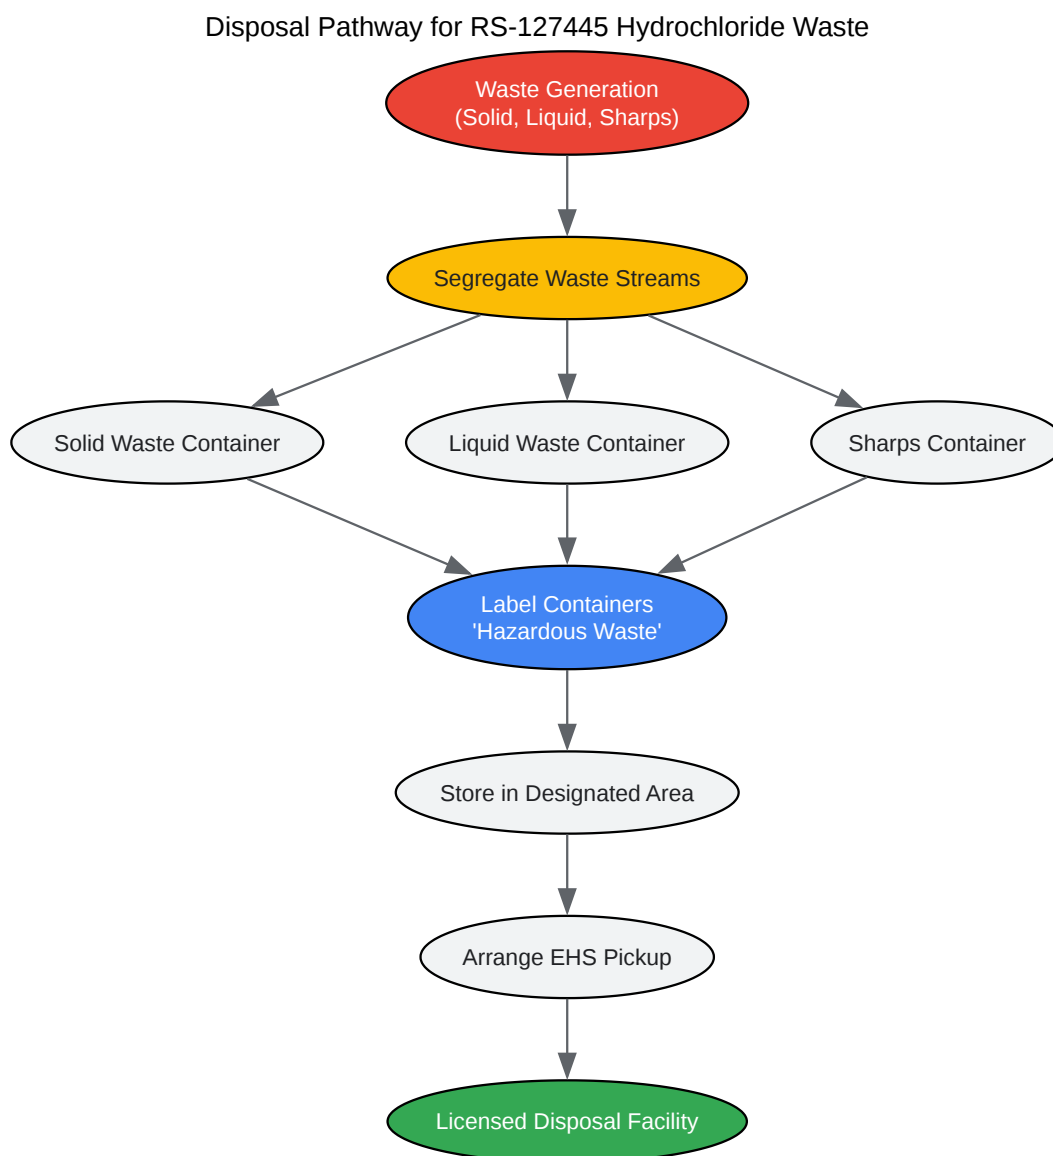 Disposal Pathway for RS-127445 Hydrochloride Waste
Waste Generation
(Solid, Liquid, Sharps)
Segregate Waste Streams
Solid Waste Container
Liquid Waste Container
Sharps Container
Label Containers
'Hazardous Waste'
Store in Designated Area
Arrange EHS Pickup
Licensed Disposal Facility